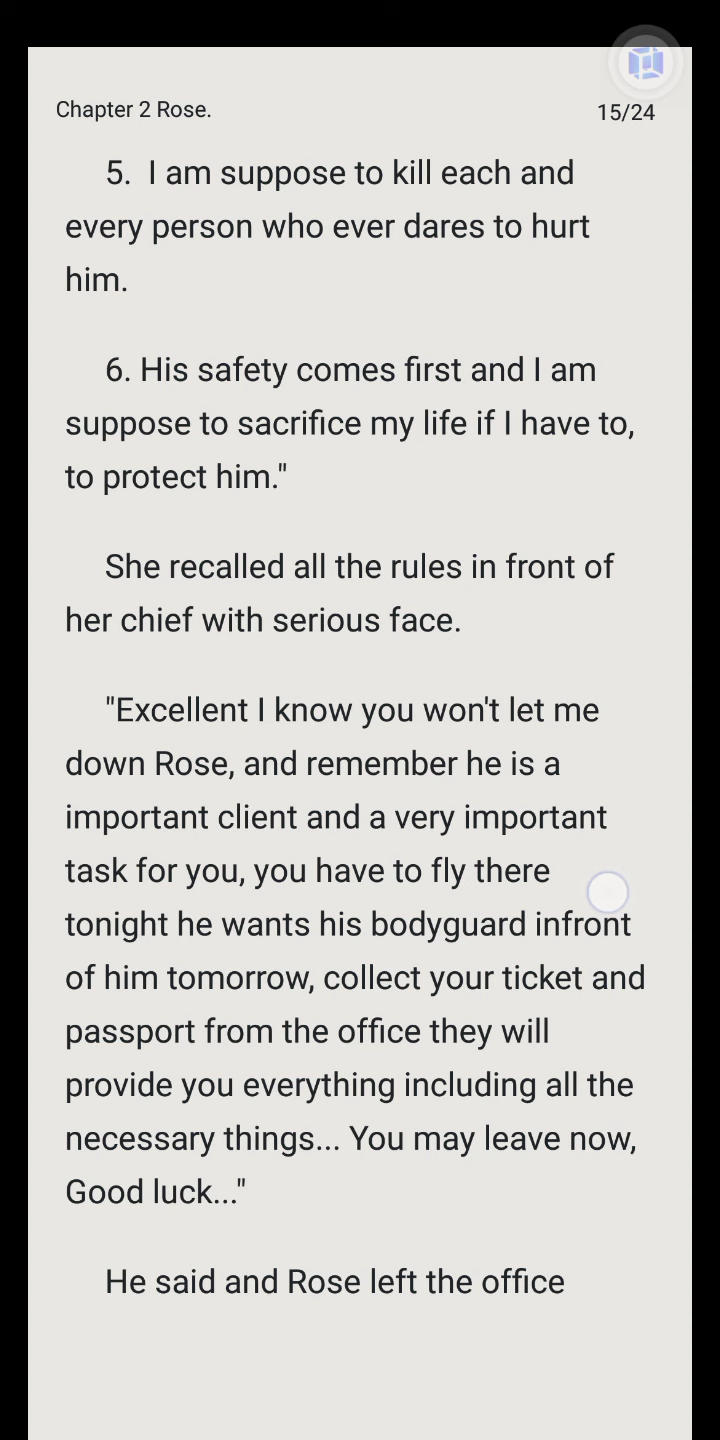 Chapter 2 Rose.
15/24
5.  I am suppose to kill each and
every person who ever dares to hurt
him.
6. His safety comes first and I am
suppose to sacrifice my life if I have to,
to protect him."
She recalled all the rules in front of
her chief with serious face.
"Excellent I know you won't let me
down Rose, and remember he is a
important client and a very important
task for you, you have to fly there
tonight he wants his bodyguard infront
of him tomorrow, collect your ticket and
passport from the office they will
provide you everything including all the
necessary things... You may leave now,
Good luck..."
He said and Rose left the office